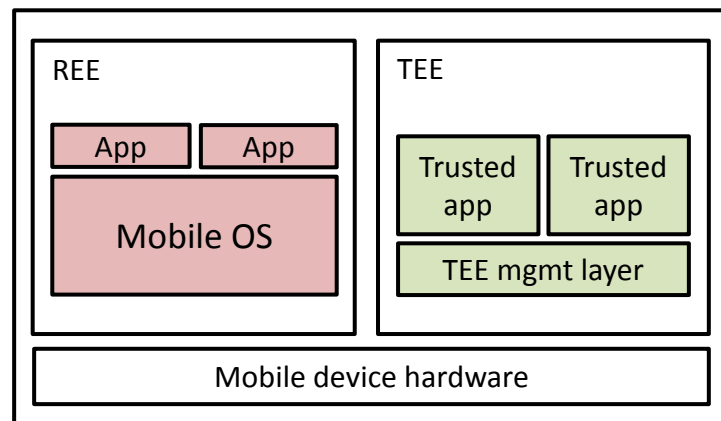 REE
App
App
Mobile OS
TEE
Trusted
app
Trusted
app
TEE mgmt layer
Mobile device hardware